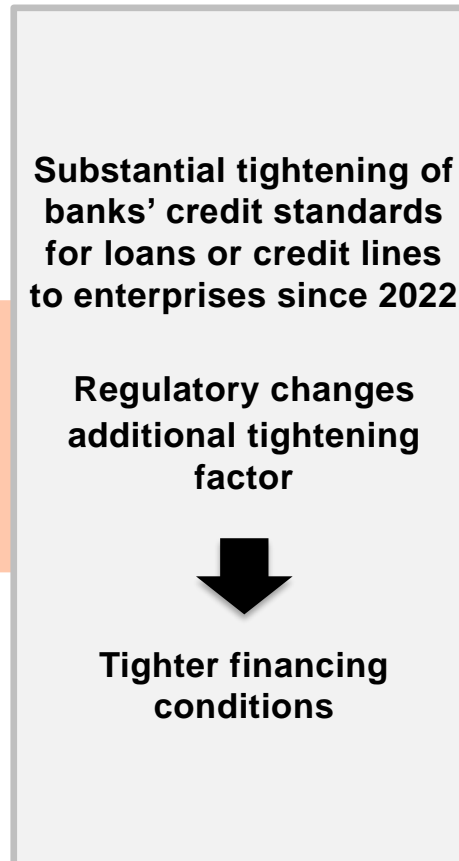 Substantial tightening of
banks’ credit standards
for loans or credit lines
to enterprises since 2022
Regulatory changes
additional tightening
factor
Tighter financing
conditions